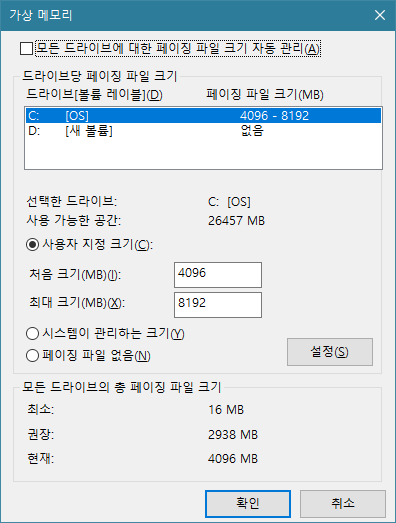 가상 메모리
모든 드라이브에 대한 페이징 파일 크기 자동 관리(A)
드라이브당 페이징 파일 크기
드라이브[볼륨 레이블](D) 페이징 파일 크기(MB)
C: [OS] 4096 - 8192
D: [새 볼륨] 없음
선택한 드라이브: C: [OS]
사용 가능한 공간: 26457 MB
사용자 지정 크기(C):
처음 크기(MB)(I): 4096
최대 크기(MB)(X): 8192
시스템이 관리하는 크기(Y)
페이징 파일 없음(N) 설정(S)
모든 드라이브의 총 페이징 파일 크기
최소: 16 MB
권장: 2938 MB
현재: 4096 MB
확인 취소